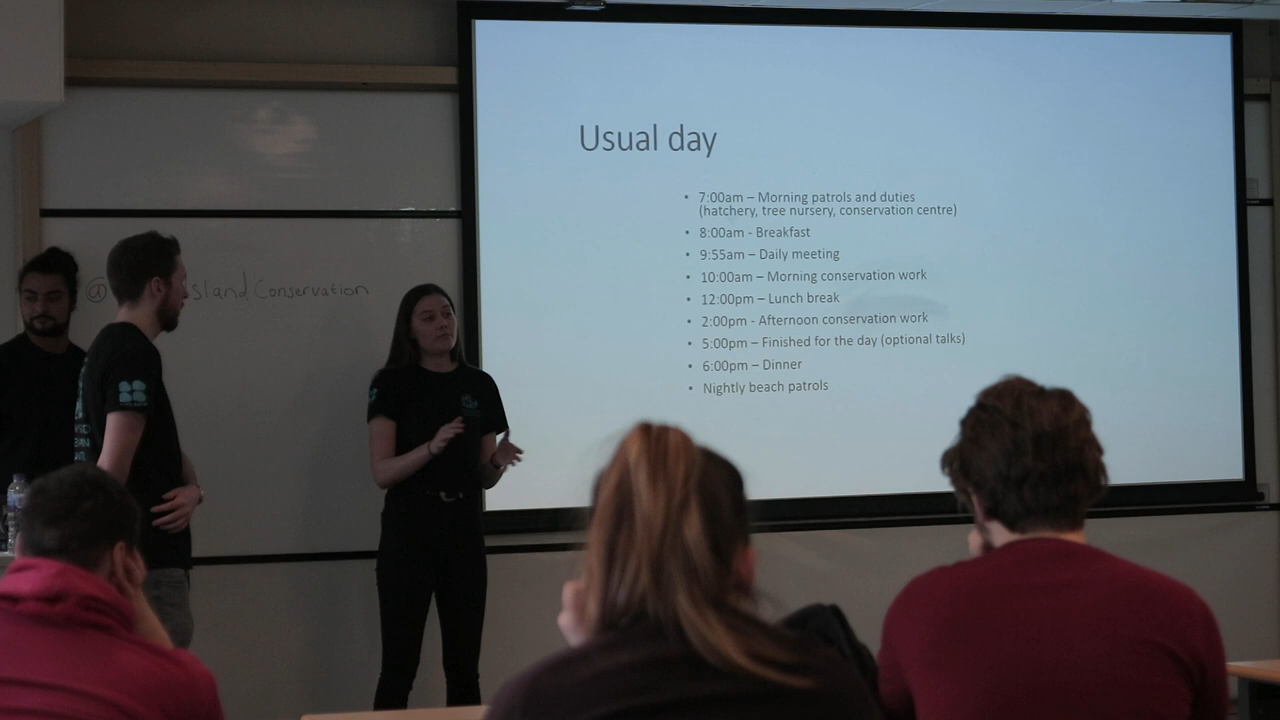 Usual day
• 7:00am – Morning patrols and duties
(hatchery, tree nursery, conservation centre)
• 8:00am - Breakfast
• 9:55am – Daily meeting
• 10:00am – Morning conservation work
• 12:00pm – Lunch break
• 2:00pm - Afternoon conservation work
• 5:00pm – Finished for the day (optional talks)
• 6:00pm – Dinner
• Nightly beach patrols
@ sland Conservation